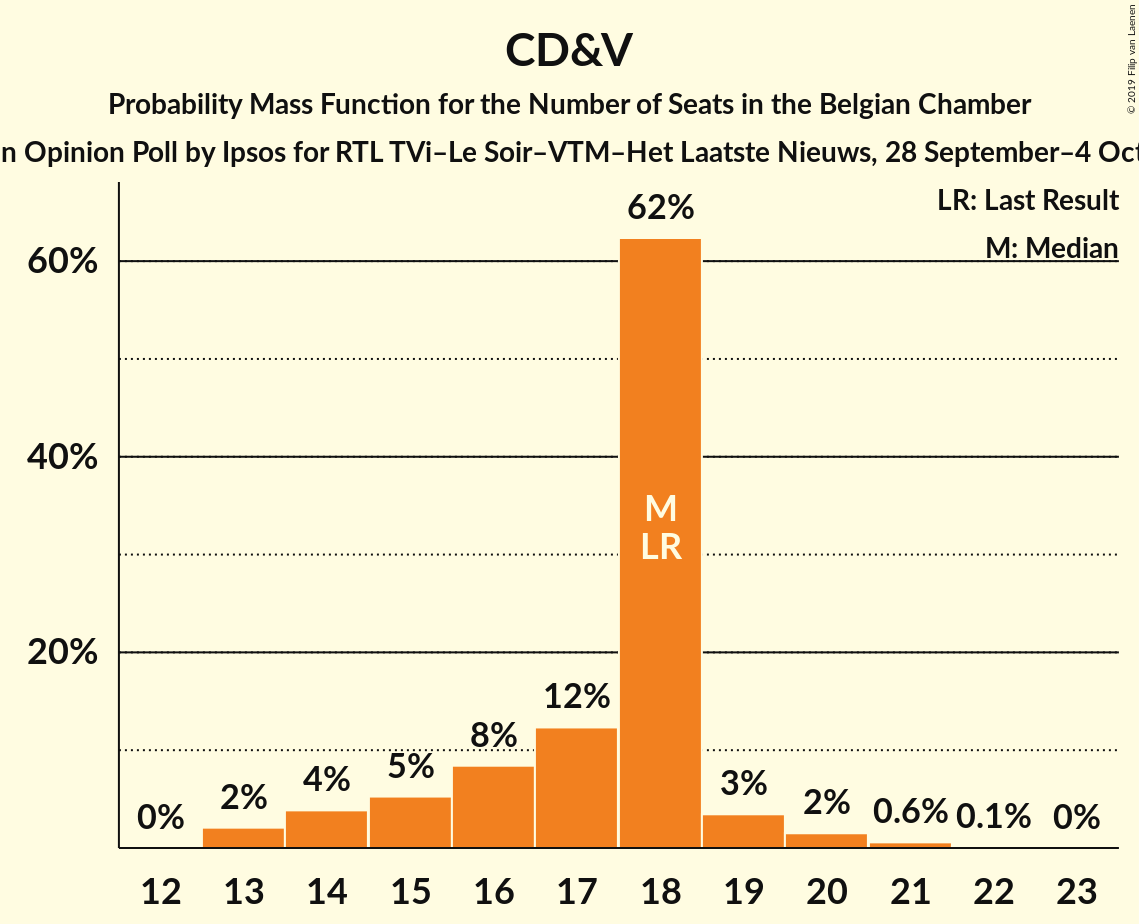 CD&V
Probability Mass Function for the Number of Seats in the Belgian Chamber
n Opinion Poll by Ipsos for RTL TVi–Le Soir–VTM–Het Laatste Nieuws, 28 September–4 Oct
© 2019 Filip van Laenen
LR: Last Result
M: Median
60%
40%
20%
0%
2%
4%
5%
8%
12%
62%
M
LR
3%
2%
0.6%
0.1%
0%
12 13 14 15 16 17 18 19 20 21 22 23